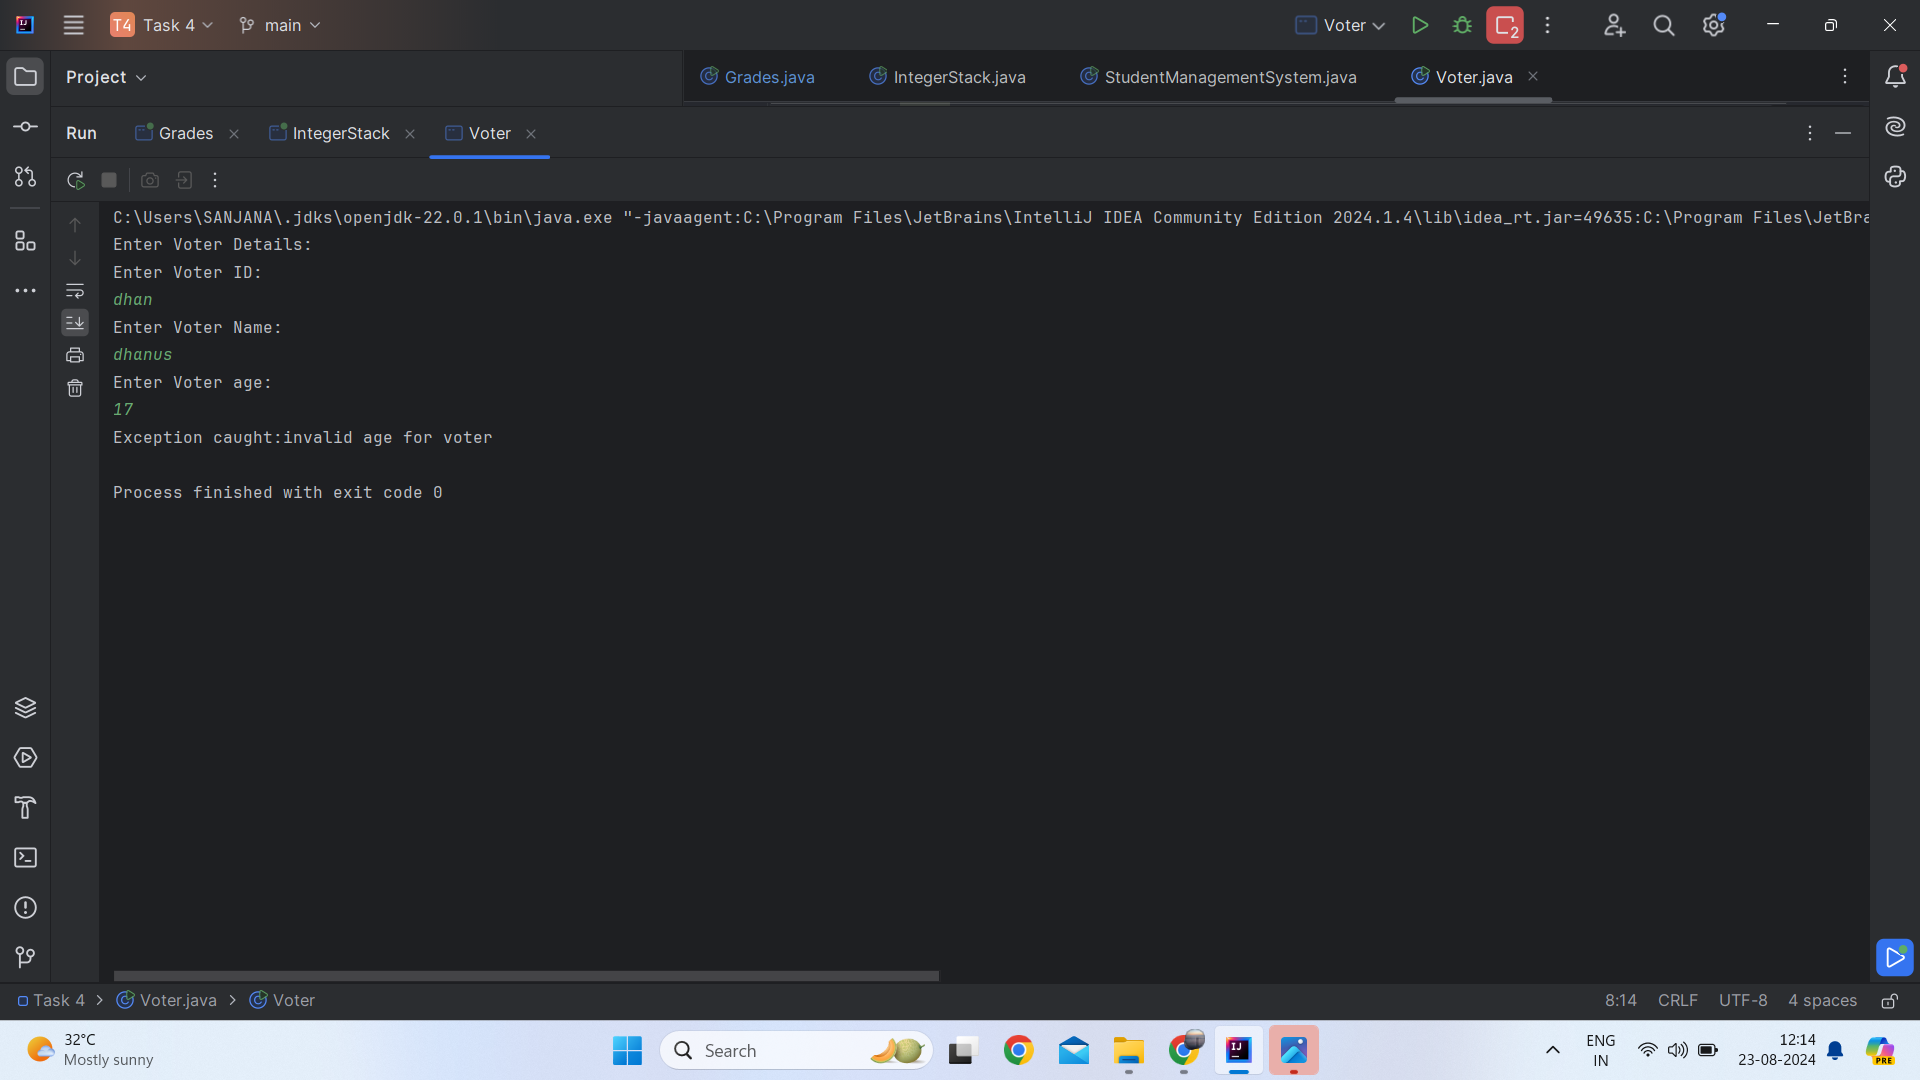 T4 Task 4 main Voter 2
Project Grades.java IntegerStack.java StudentManagementSystem.java Voter.java
Run Grades IntegerStack Voter
C:\Users\SANJANA\.jdks\openjdk-22.0.1\bin\java.exe "-javaagent:C:\Program Files\JetBrains\IntelliJ IDEA Community Edition 2024.1.4\lib\idea_rt.jar=49635:C:\Program Files\JetBra
Enter Voter Details:
Enter Voter ID:
dhan
Enter Voter Name:
dhanus
Enter Voter age:
17
Exception caught:invalid age for voter
Process finished with exit code 0
Task 4 > Voter.java > Voter 8:14 CRLF UTF-8 4 spaces
32°C
Mostly sunny
Search
ENG
IN
12:14
23-08-2024
PRE